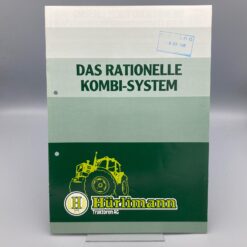 DAS RATIONELLE
KOMBI-SYSTEM
H Hürlimann
Traktoren AG